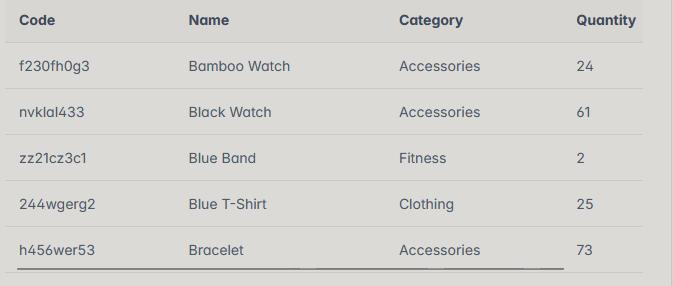 Code Name Category Quantity
f230fh0g3 Bamboo Watch Accessories 24
nvklal433 Black Watch Accessories 61
zz21cz3c1 Blue Band Fitness 2
244wgerg2 Blue T-Shirt Clothing 25
h456wer53 Bracelet Accessories 73